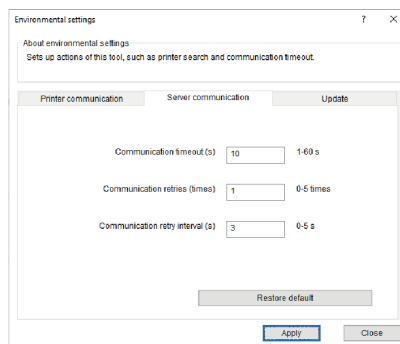 Environmental settings ? ×
About environmental settings
Sets up actions of this tool, such as printer search and communication timeout.
Printer communication Server communication Update
Communication timeout (s) 10 1-60 s
Communication retries (times) 1 0-5 times
Communication retry interval (s) 3 0-5 s
Restore default
Apply Close